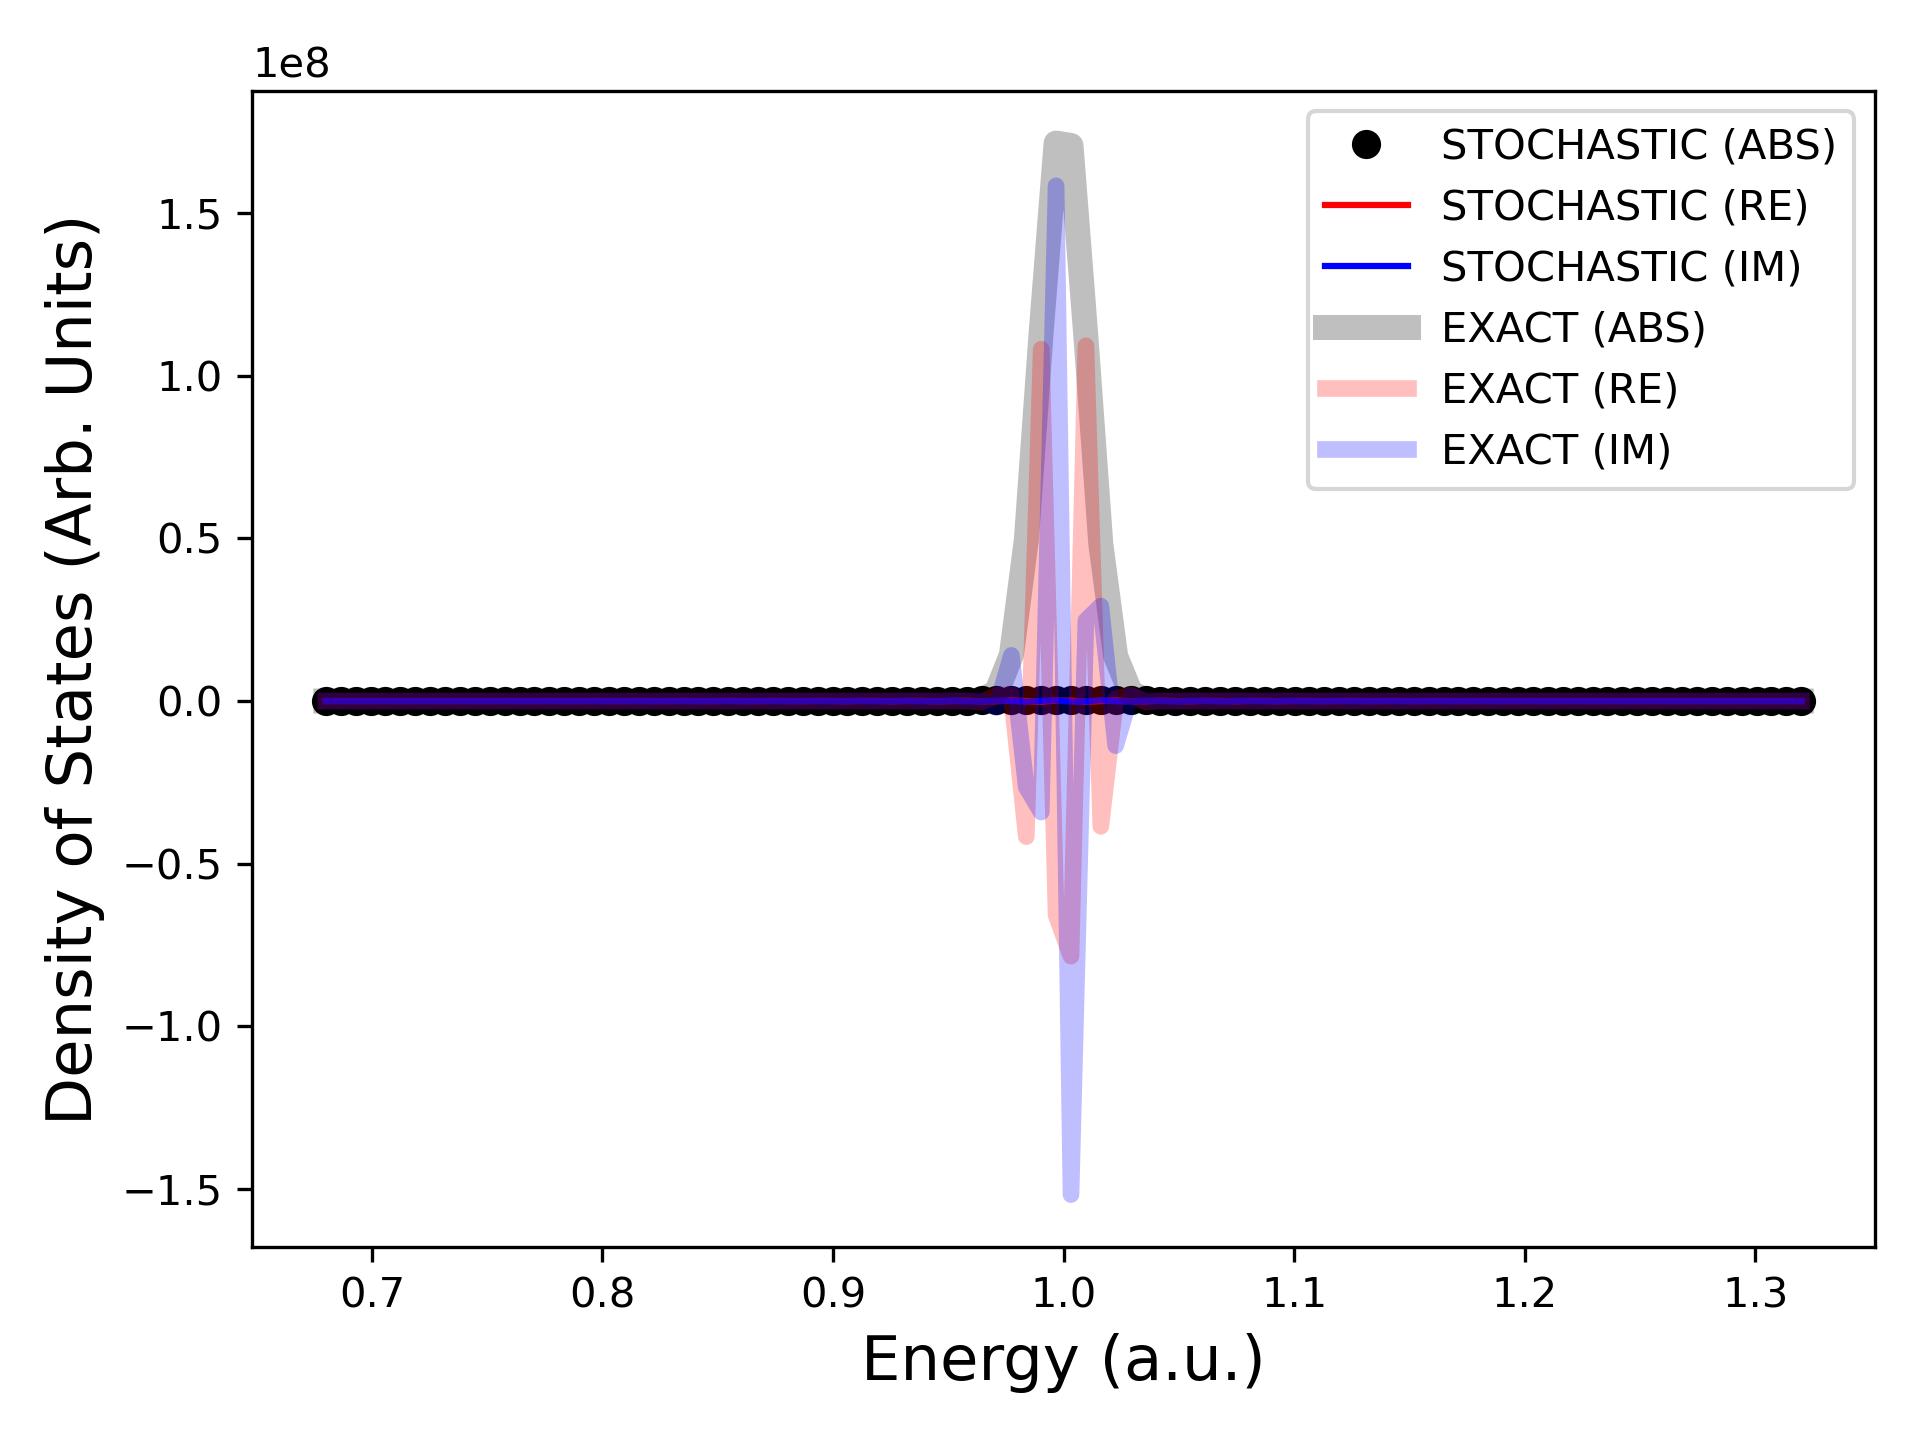 1e8
1.5
1.0
0.5
0.0
−0.5
−1.0
−1.5
Density of States (Arb. Units)
STOCHASTIC (ABS)
STOCHASTIC (RE)
STOCHASTIC (IM)
EXACT (ABS)
EXACT (RE)
EXACT (IM)
0.7 0.8 0.9 1.0 1.1 1.2 1.3
Energy (a.u.)